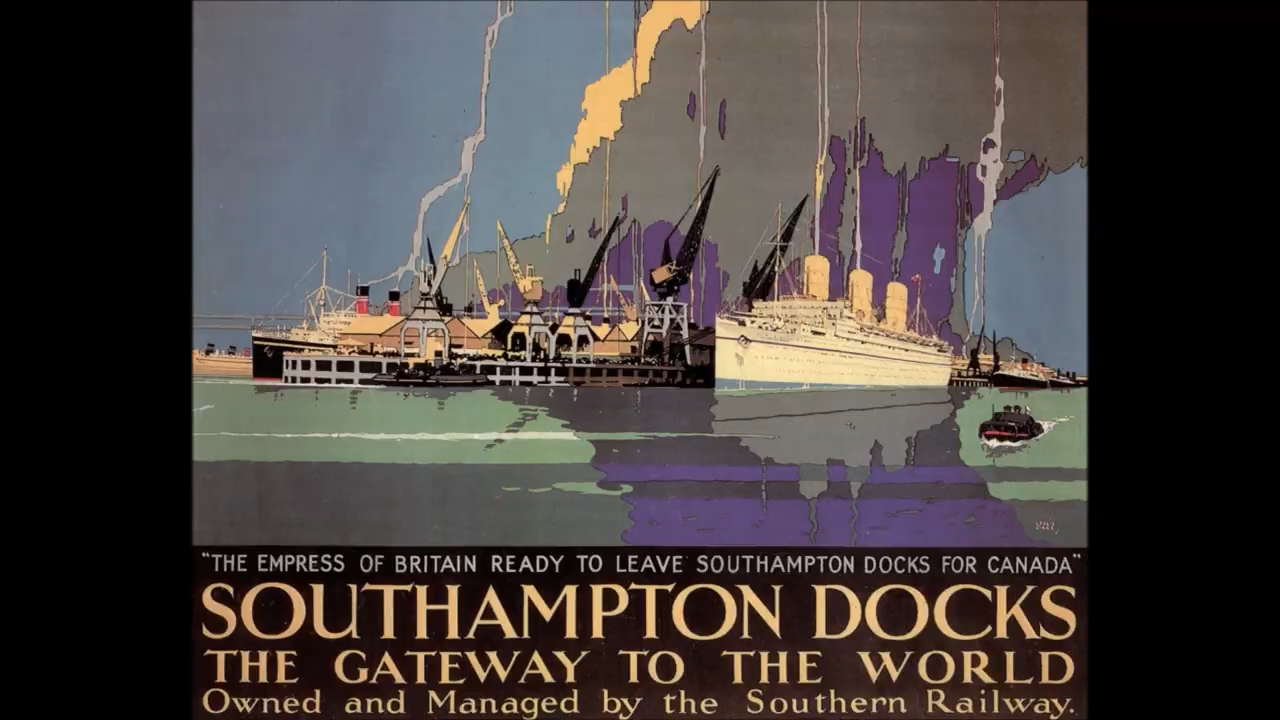 "THE EMPRESS OF BRITAIN READY TO LEAVE SOUTHAMPTON DOCKS FOR CANADA"
SOUTHAMPTON DOCKS
THE GATEWAY TO THE WORLD
Owned and Managed by the Southern Railway.